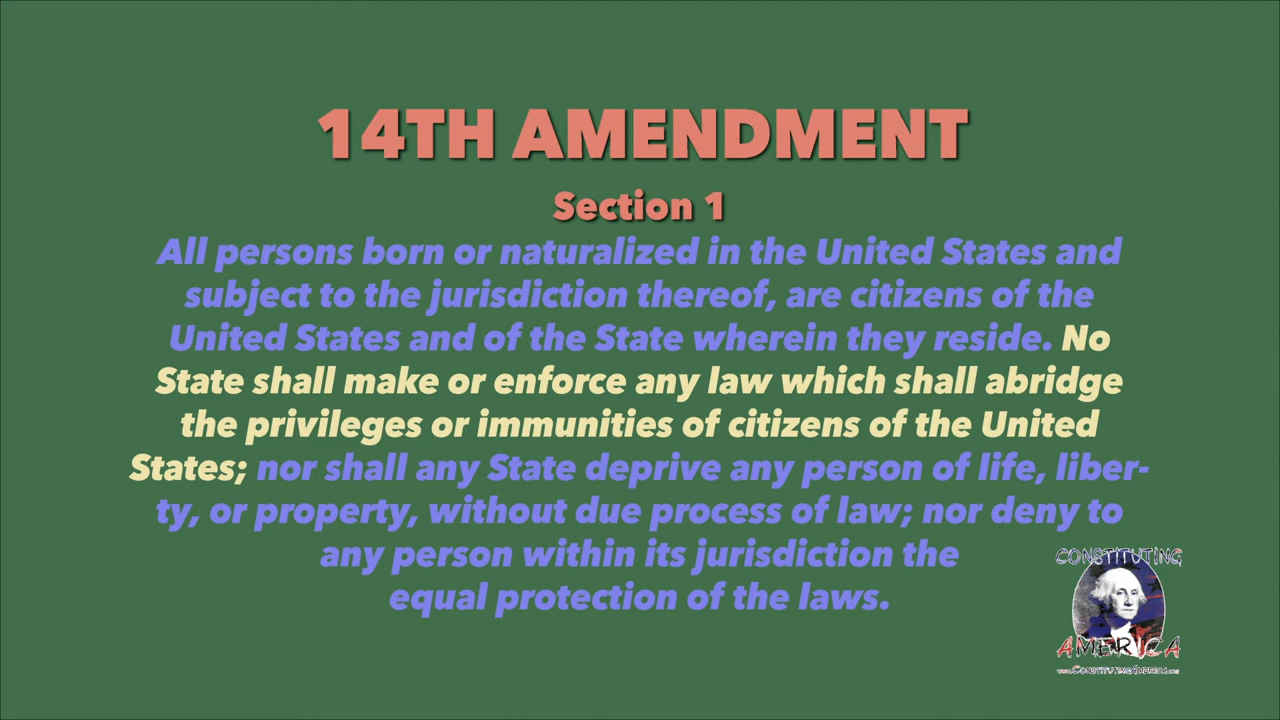 14TH AMENDMENT
Section 1
All persons born or naturalized in the United States and
subject to the jurisdiction thereof, are citizens of the
United States and of the State wherein they reside. No
State shall make or enforce any law which shall abridge
the privileges or immunities of citizens of the United
States; nor shall any State deprive any person of life, liber-
ty, or property, without due process of law; nor deny to
any person within its jurisdiction the
equal protection of the laws.
CONSTITUTING
AMERICA
www.ConstitutingAmerica.org